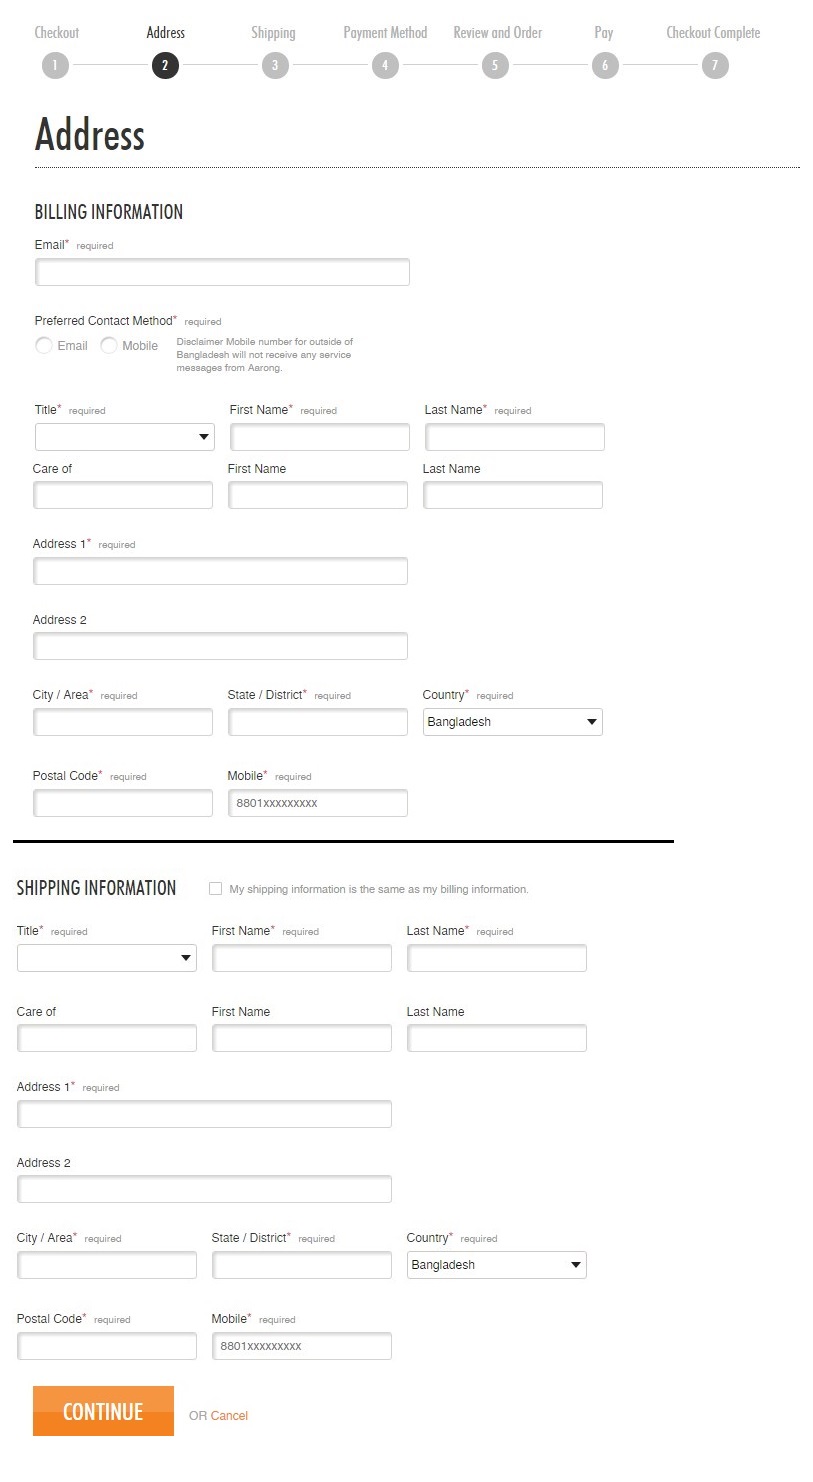 Checkout Address Shipping Payment Method Review and Order Pay Checkout Complete
1 2 3 4 5 6 7
Address
BILLING INFORMATION
Email* required
Preferred Contact Method* required
Email Mobile Disclaimer Mobile number for outside of
Bangladesh will not receive any service
messages from Aarong.
Title* required First Name* required Last Name* required
Care of First Name Last Name
Address 1* required
Address 2
City / Area* required State / District* required Country* required
Bangladesh
Postal Code* required Mobile* required
8801xxxxxxxxx
SHIPPING INFORMATION My shipping information is the same as my billing information.
Title* required First Name* required Last Name* required
Care of First Name Last Name
Address 1* required
Address 2
City / Area* required State / District* required Country* required
Bangladesh
Postal Code* required Mobile* required
8801xxxxxxxxx
CONTINUE OR Cancel